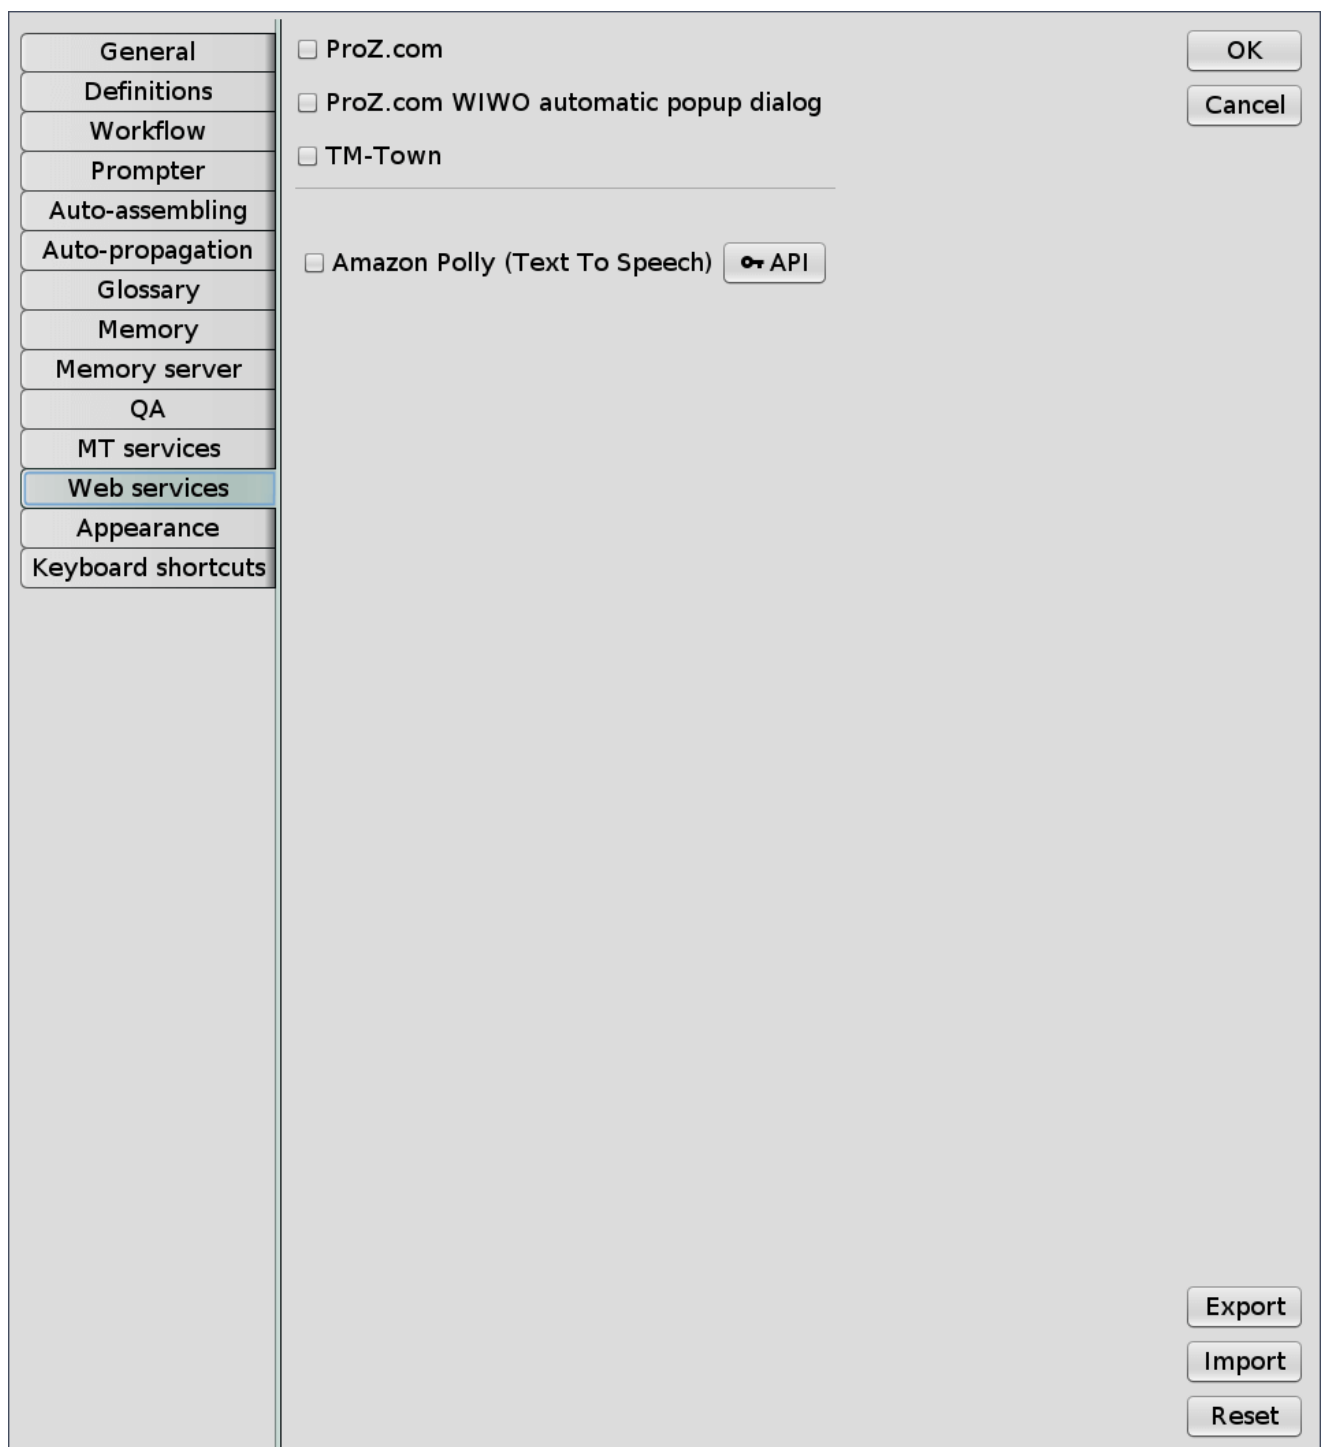 General
Definitions
Workflow
Prompter
Auto-assembling
Auto-propagation
Glossary
Memory
Memory server
QA
MT services
Web services
Appearance
Keyboard shortcuts
ProZ.com
ProZ.com WIWO automatic popup dialog
TM-Town
Amazon Polly (Text To Speech) API
OK
Cancel
Export
Import
Reset